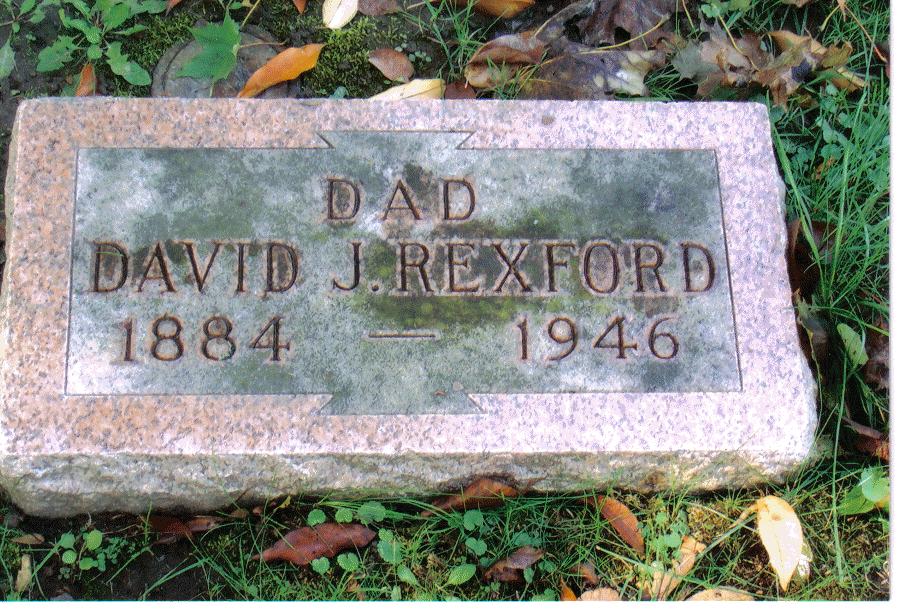 DAD
DAVID J. REXFORD
1884 — 1946